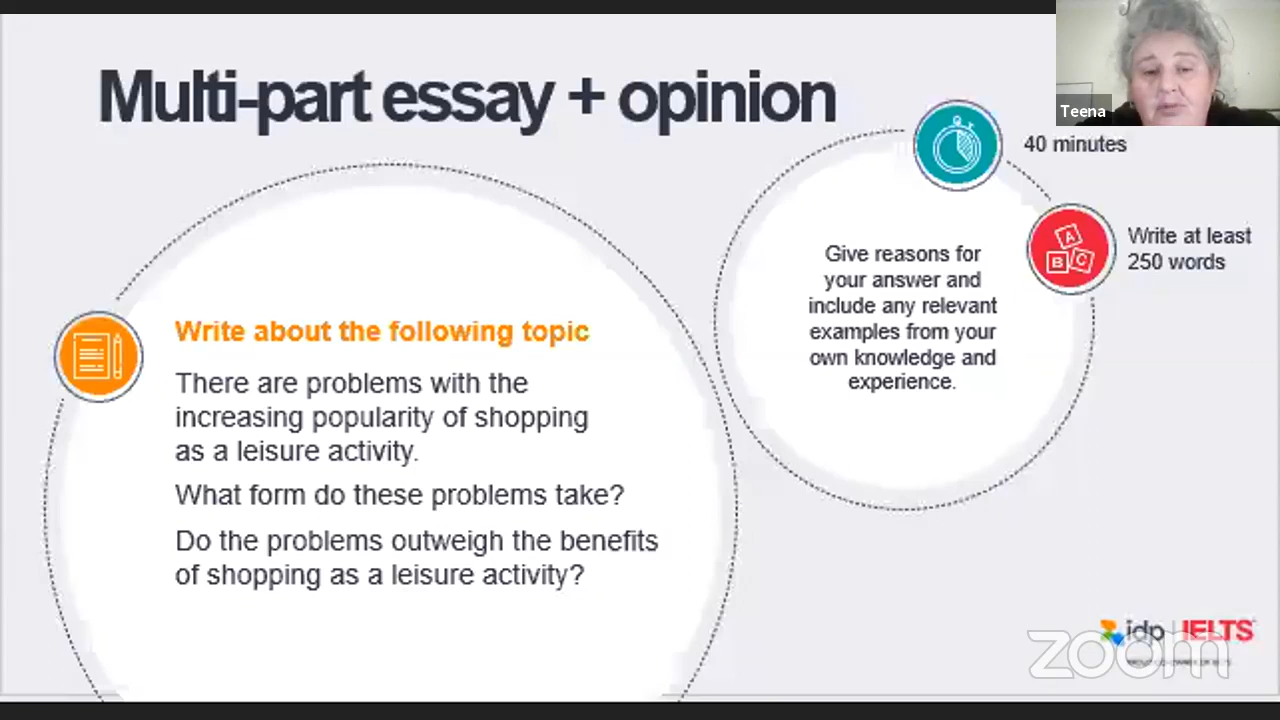 Multi-part essay + opinion
Teena
40 minutes
Write at least
250 words
Give reasons for
your answer and
include any relevant
examples from your
own knowledge and
experience.
A
B C
Write about the following topic
There are problems with the
increasing popularity of shopping
as a leisure activity.
What form do these problems take?
Do the problems outweigh the benefits
of shopping as a leisure activity?
idp IELTS
zoom